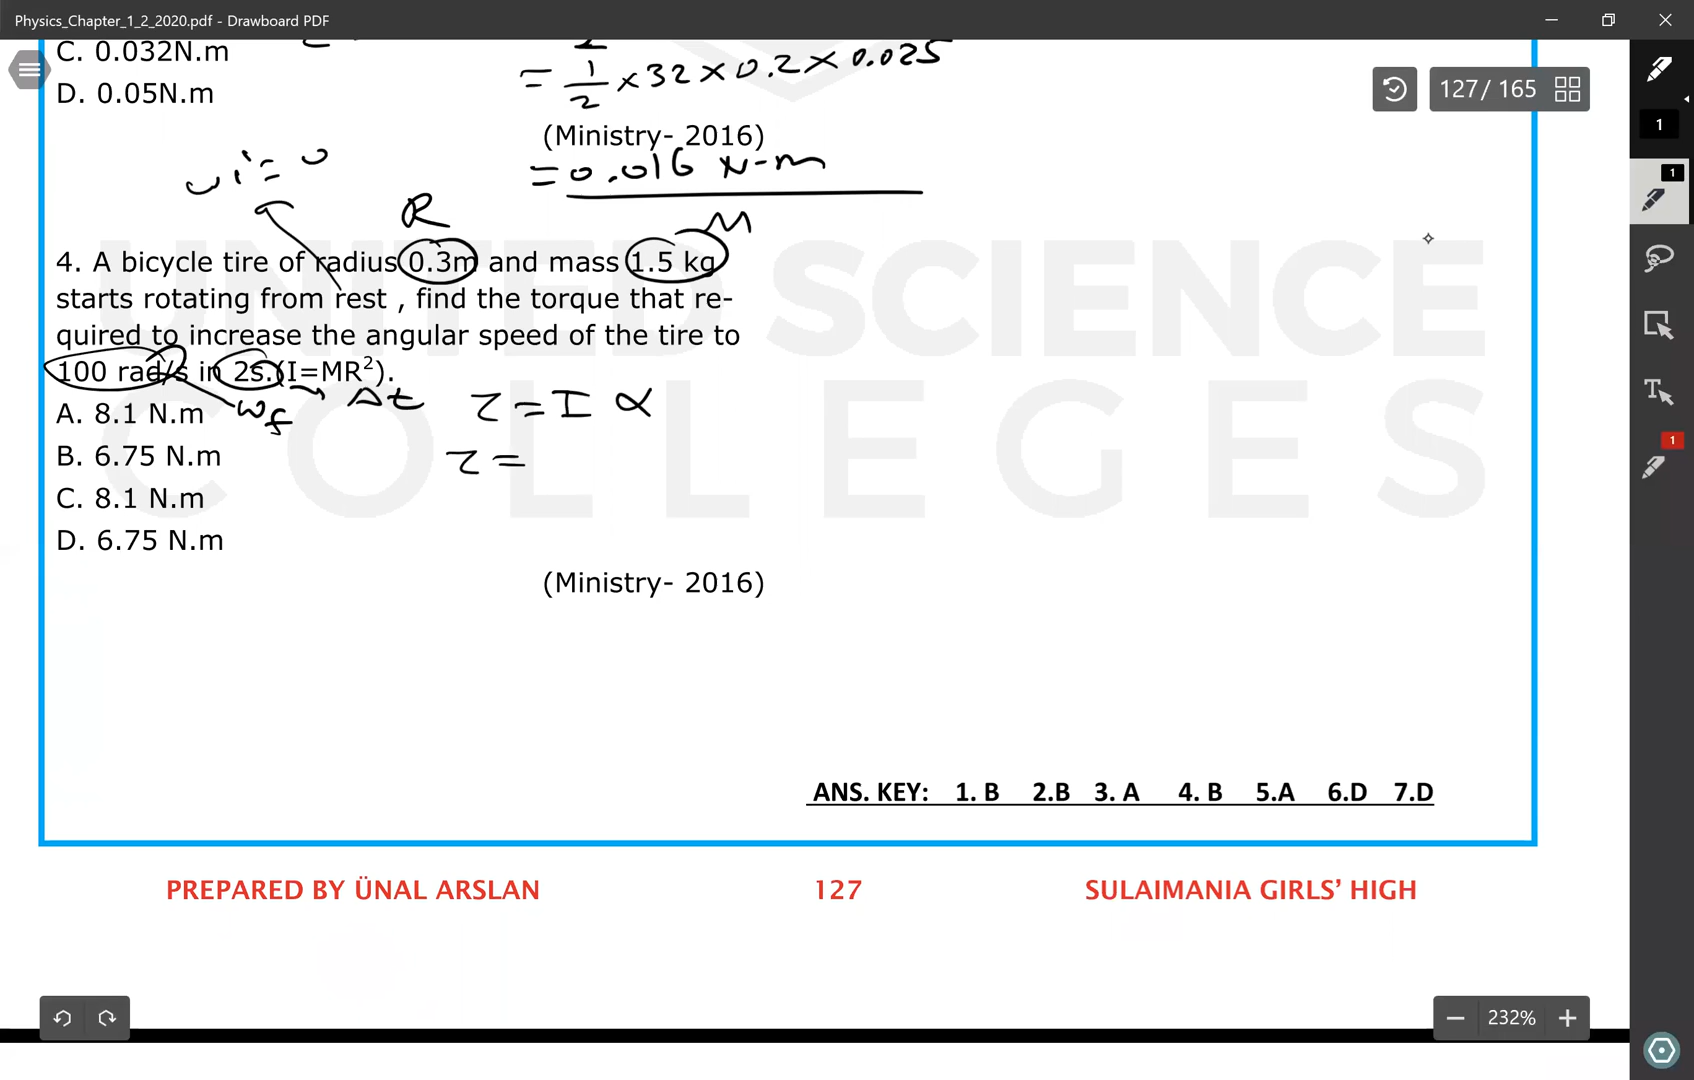 Physics_Chapter_1_2_2020.pdf - Drawboard PDF
C. 0.032N.m
= 1/2 × 32 × 0.2 × 0.025
D. 0.05N.m
127/ 165
1
(Ministry- 2016)
ωi = 0
= 0.016 N-m
1
R
M
4. A bicycle tire of radius 0.3m and mass 1.5 kg
starts rotating from rest , find the torque that re-
quired to increase the angular speed of the tire to
100 rad/s in 2s.(I=MR²).
ωf
Δt
τ = I α
A. 8.1 N.m
τ =
B. 6.75 N.m
1
C. 8.1 N.m
D. 6.75 N.m
(Ministry- 2016)
UNITED SCIENCE
COLLEGES
ANS. KEY: 1. B 2.B 3. A 4. B 5.A 6.D 7.D
PREPARED BY ÜNAL ARSLAN 127 SULAIMANIA GIRLS’ HIGH
232%